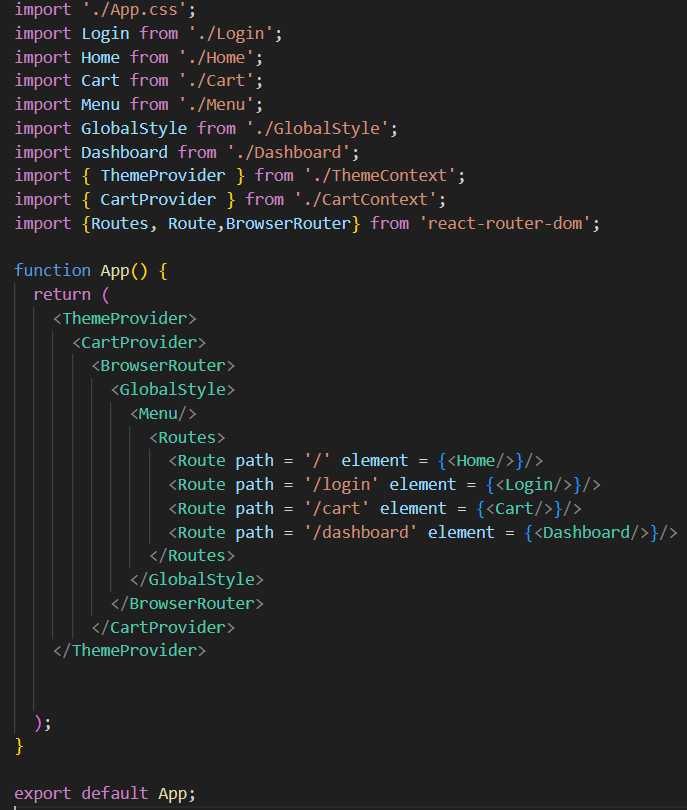 import './App.css';
import Login from './Login';
import Home from './Home';
import Cart from './Cart';
import Menu from './Menu';
import GlobalStyle from './GlobalStyle';
import Dashboard from './Dashboard';
import { ThemeProvider } from './ThemeContext';
import { CartProvider } from './CartContext';
import {Routes, Route,BrowserRouter} from 'react-router-dom';

function App() {
  return (
    <ThemeProvider>
      <CartProvider>
        <BrowserRouter>
          <GlobalStyle>
            <Menu/>
              <Routes>
                <Route path = '/' element = {<Home/>}/>
                <Route path = '/login' element = {<Login/>}/>
                <Route path = '/cart' element = {<Cart/>}/>
                <Route path = '/dashboard' element = {<Dashboard/>}/>
              </Routes>
            </GlobalStyle>
          </BrowserRouter>
        </CartProvider>
    </ThemeProvider>


  );
}

export default App;